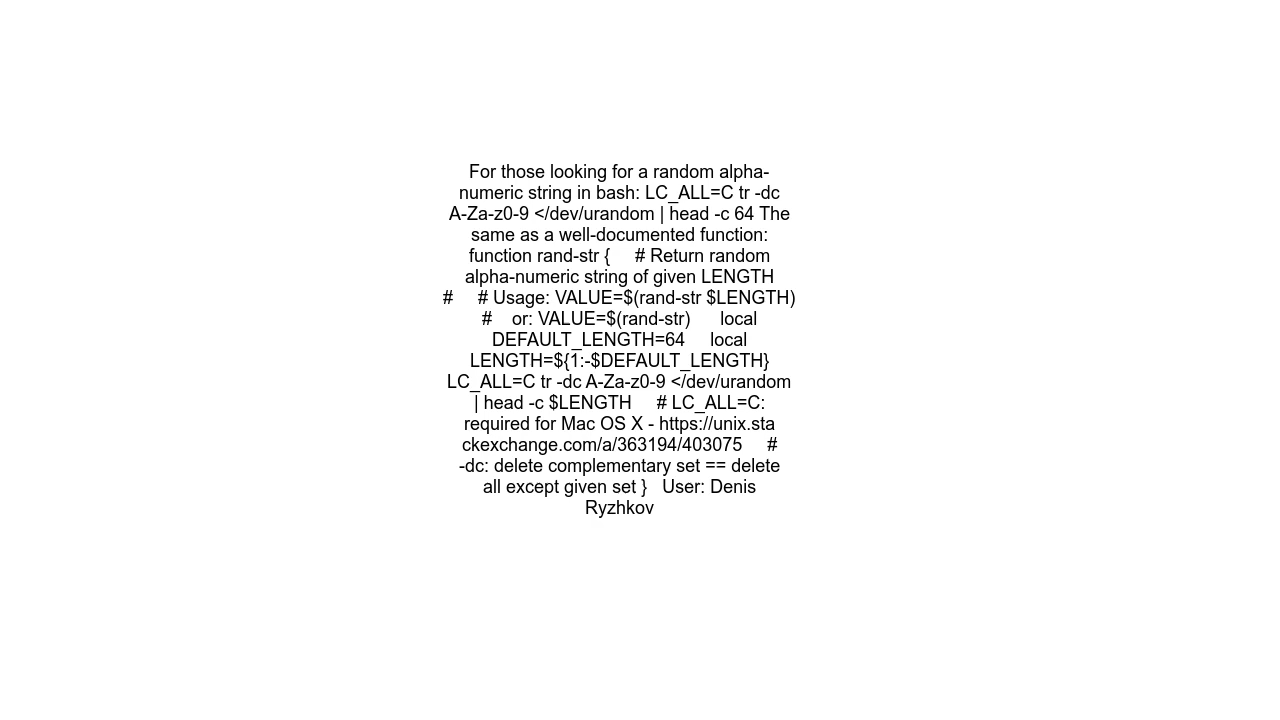 For those looking for a random alpha-
numeric string in bash: LC_ALL=C tr -dc
A-Za-z0-9 </dev/urandom | head -c 64 The
same as a well-documented function:
function rand-str {     # Return random
alpha-numeric string of given LENGTH
#     # Usage: VALUE=$(rand-str $LENGTH)
#    or: VALUE=$(rand-str)      local
DEFAULT_LENGTH=64     local
LENGTH=${1:-$DEFAULT_LENGTH}
LC_ALL=C tr -dc A-Za-z0-9 </dev/urandom
| head -c $LENGTH     # LC_ALL=C:
required for Mac OS X - https://unix.sta
ckexchange.com/a/363194/403075     #
-dc: delete complementary set == delete
all except given set }   User: Denis
Ryzhkov